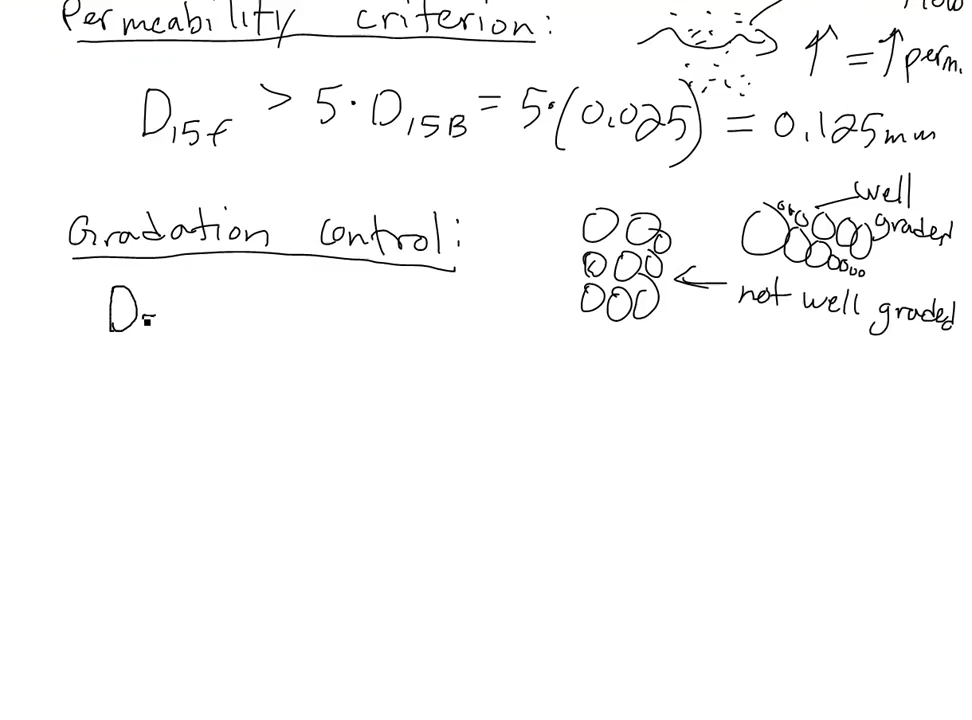 Permeability criterion:
flow
↑ = ↑ perm.
D15f > 5·D15B = 5·(0.025) = 0.125mm
Gradation control:
well graded
not well graded
D